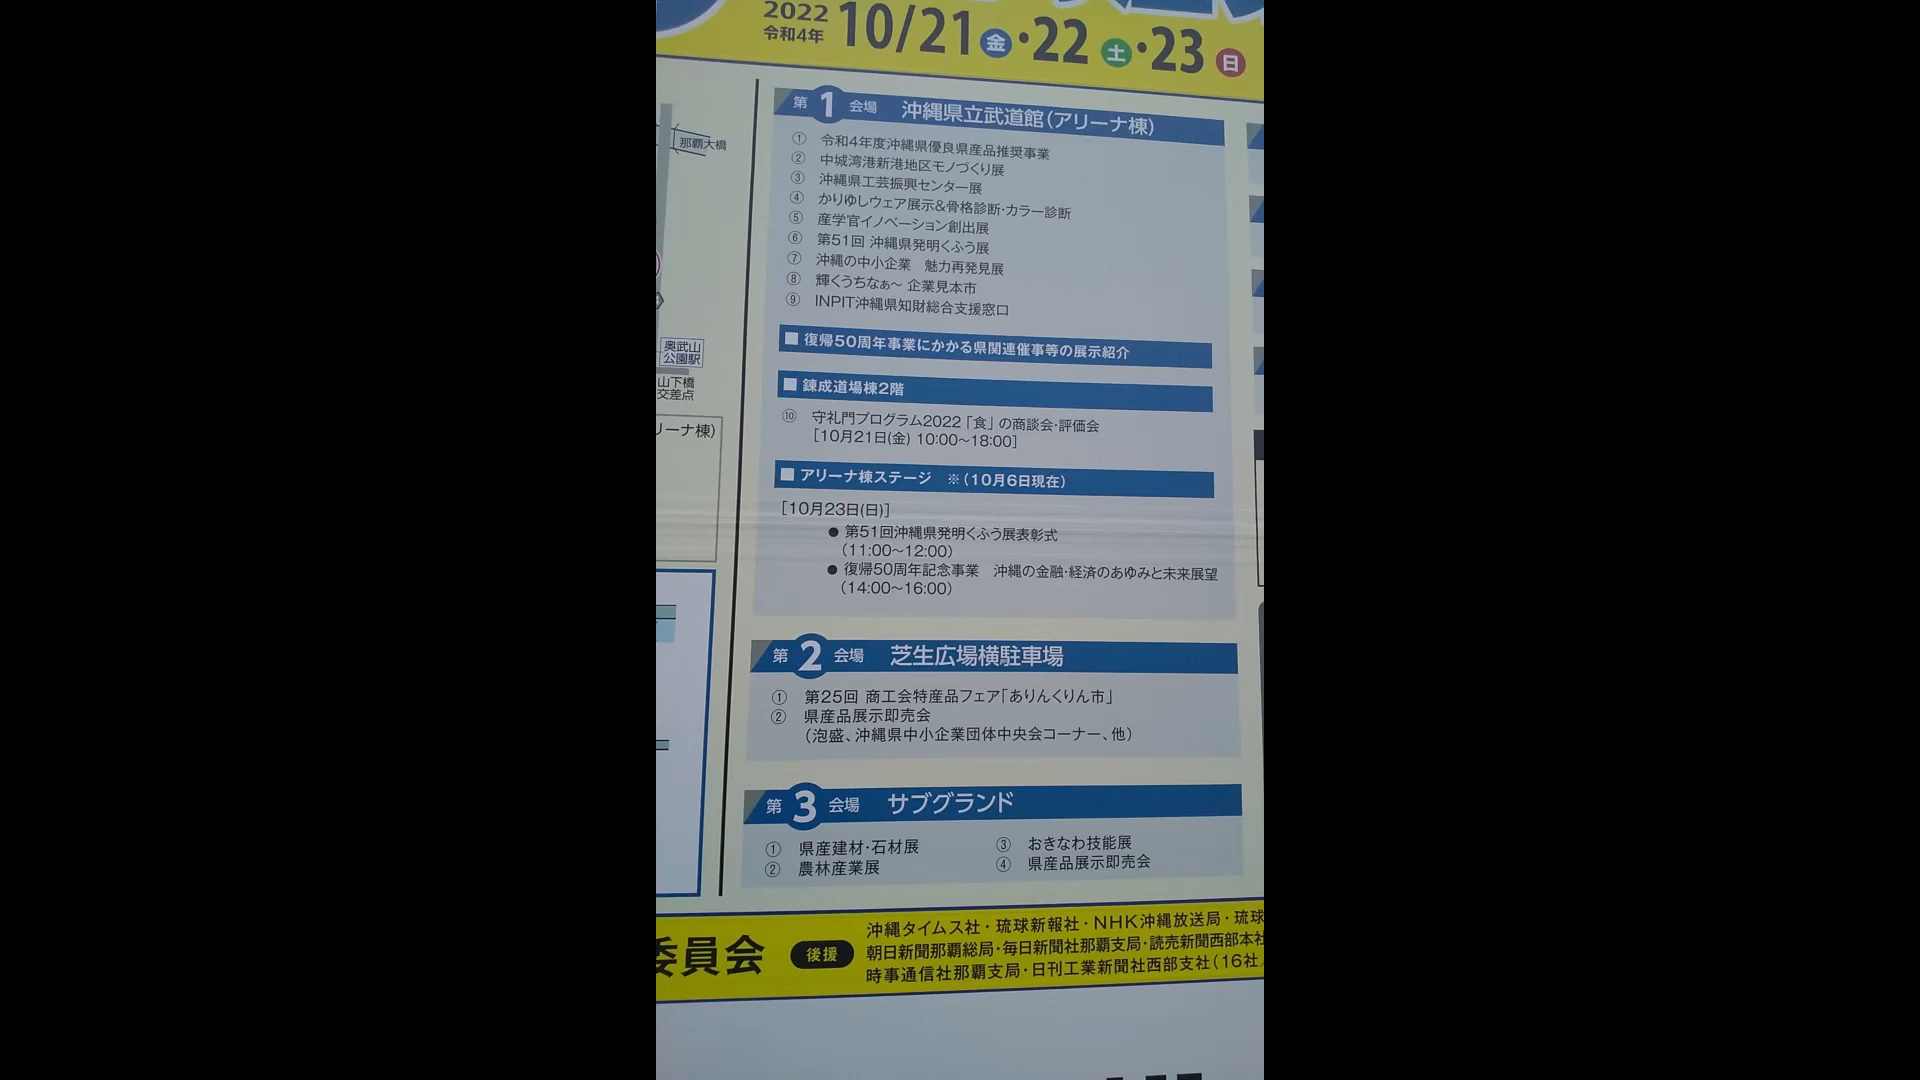 2022
令和4年
10/21金・22土・23日
那覇大橋
奥武山
公園駅
山下橋
交差点
リーナ棟)
第1会場 沖縄県立武道館(アリーナ棟)
① 令和4年度沖縄県優良県産品推奨事業
② 中城湾港新港地区モノづくり展
③ 沖縄県工芸振興センター展
④ かりゆしウェア展示&骨格診断・カラー診断
⑤ 産学官イノベーション創出展
⑥ 第51回 沖縄県発明くふう展
⑦ 沖縄の中小企業 魅力再発見展
⑧ 輝くうちなぁ～ 企業見本市
⑨ INPIT沖縄県知財総合支援窓口
■ 復帰50周年事業にかかる県関連催事等の展示紹介
■ 錬成道場棟2階
⑩ 守礼門プログラム2022「食」の商談会・評価会
[10月21日(金) 10:00～18:00]
■ アリーナ棟ステージ ※(10月6日現在)
[10月23日(日)]
● 第51回沖縄県発明くふう展表彰式
(11:00～12:00)
● 復帰50周年記念事業 沖縄の金融・経済のあゆみと未来展望
(14:00～16:00)
第2会場 芝生広場横駐車場
① 第25回 商工会特産品フェア「ありんくりん市」
② 県産品展示即売会
(泡盛、沖縄県中小企業団体中央会コーナー、他)
第3会場 サブグランド
① 県産建材・石材展
② 農林産業展
③ おきなわ技能展
④ 県産品展示即売会
委員会
後援
沖縄タイムス社・琉球新報社・NHK沖縄放送局・琉球
朝日新聞那覇総局・毎日新聞社那覇支局・読売新聞西部本社
時事通信社那覇支局・日刊工業新聞社西部支社(16社